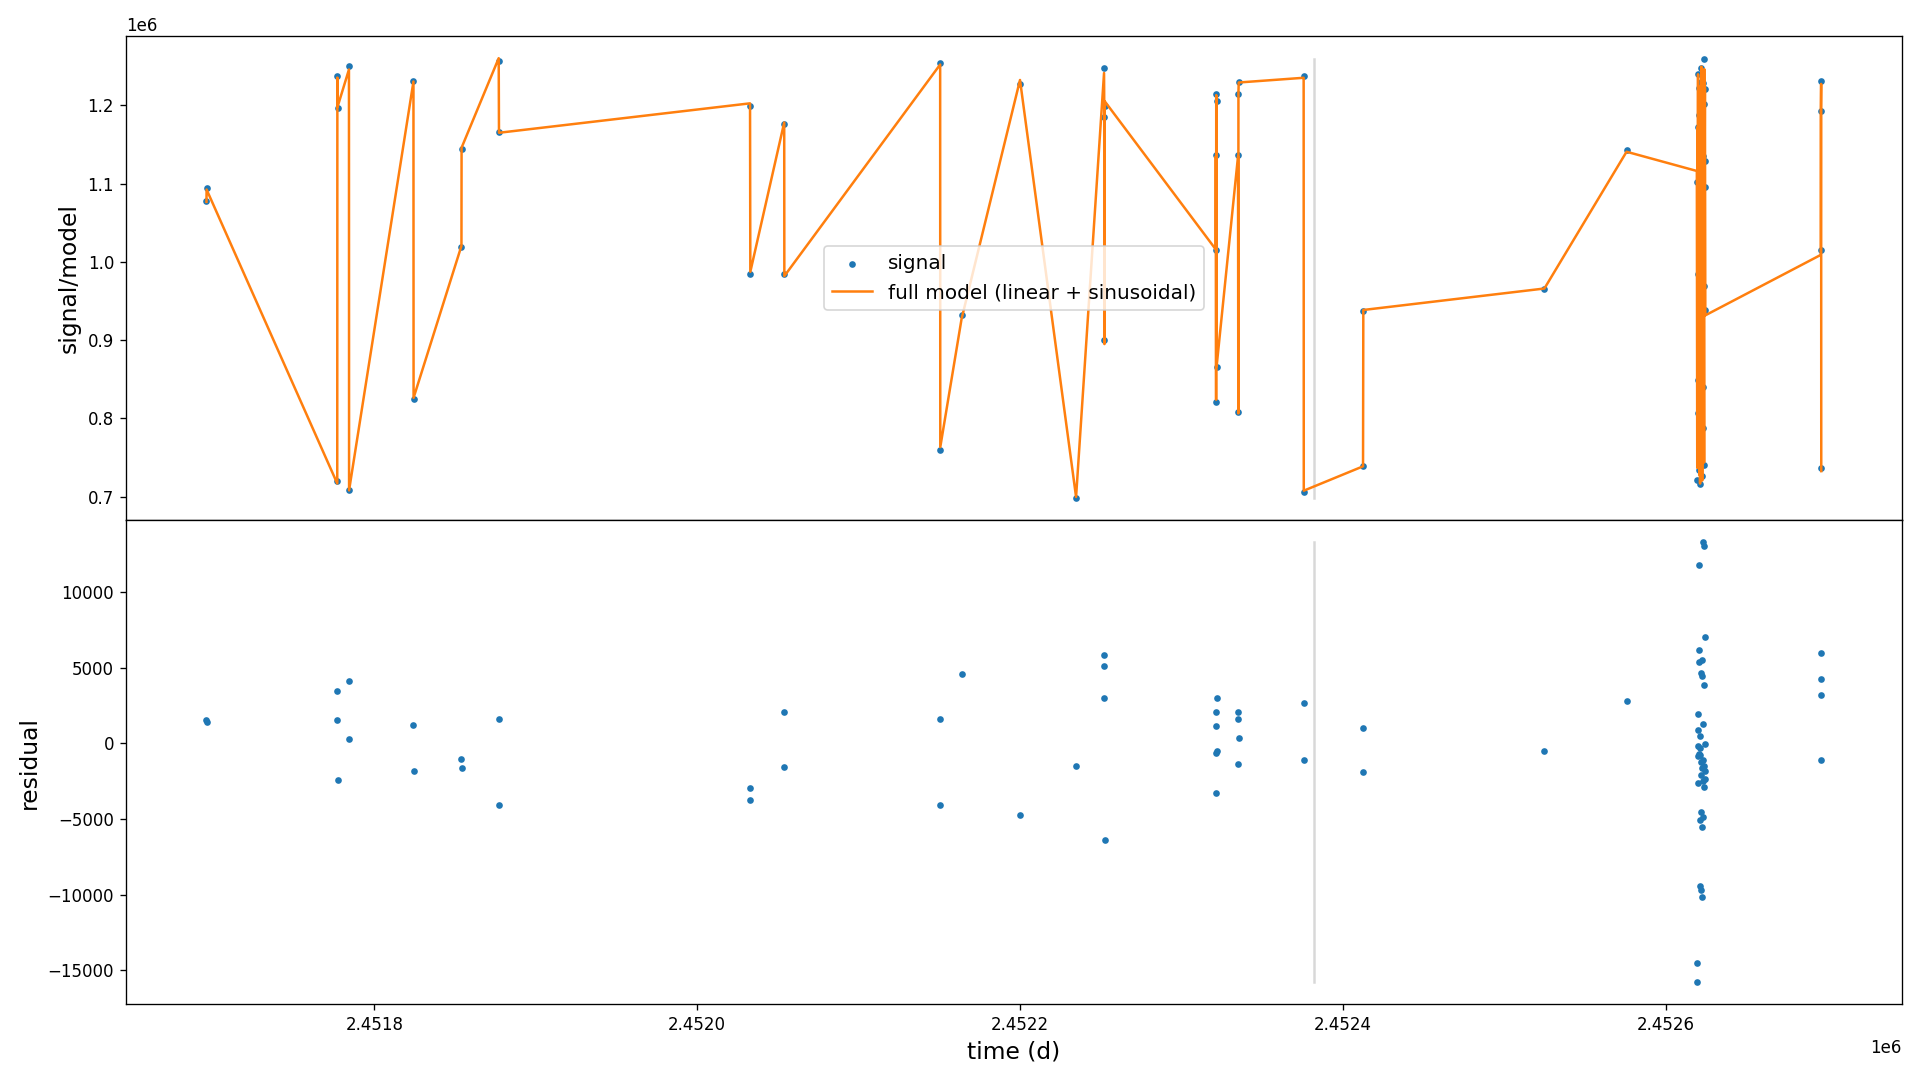 1e6
1.2
1.1
1.0
0.9
0.8
0.7
signal/model
signal
full model (linear + sinusoidal)
10000
5000
0
−5000
−10000
−15000
residual
2.4518
2.4520
2.4522
2.4524
2.4526
1e6
time (d)